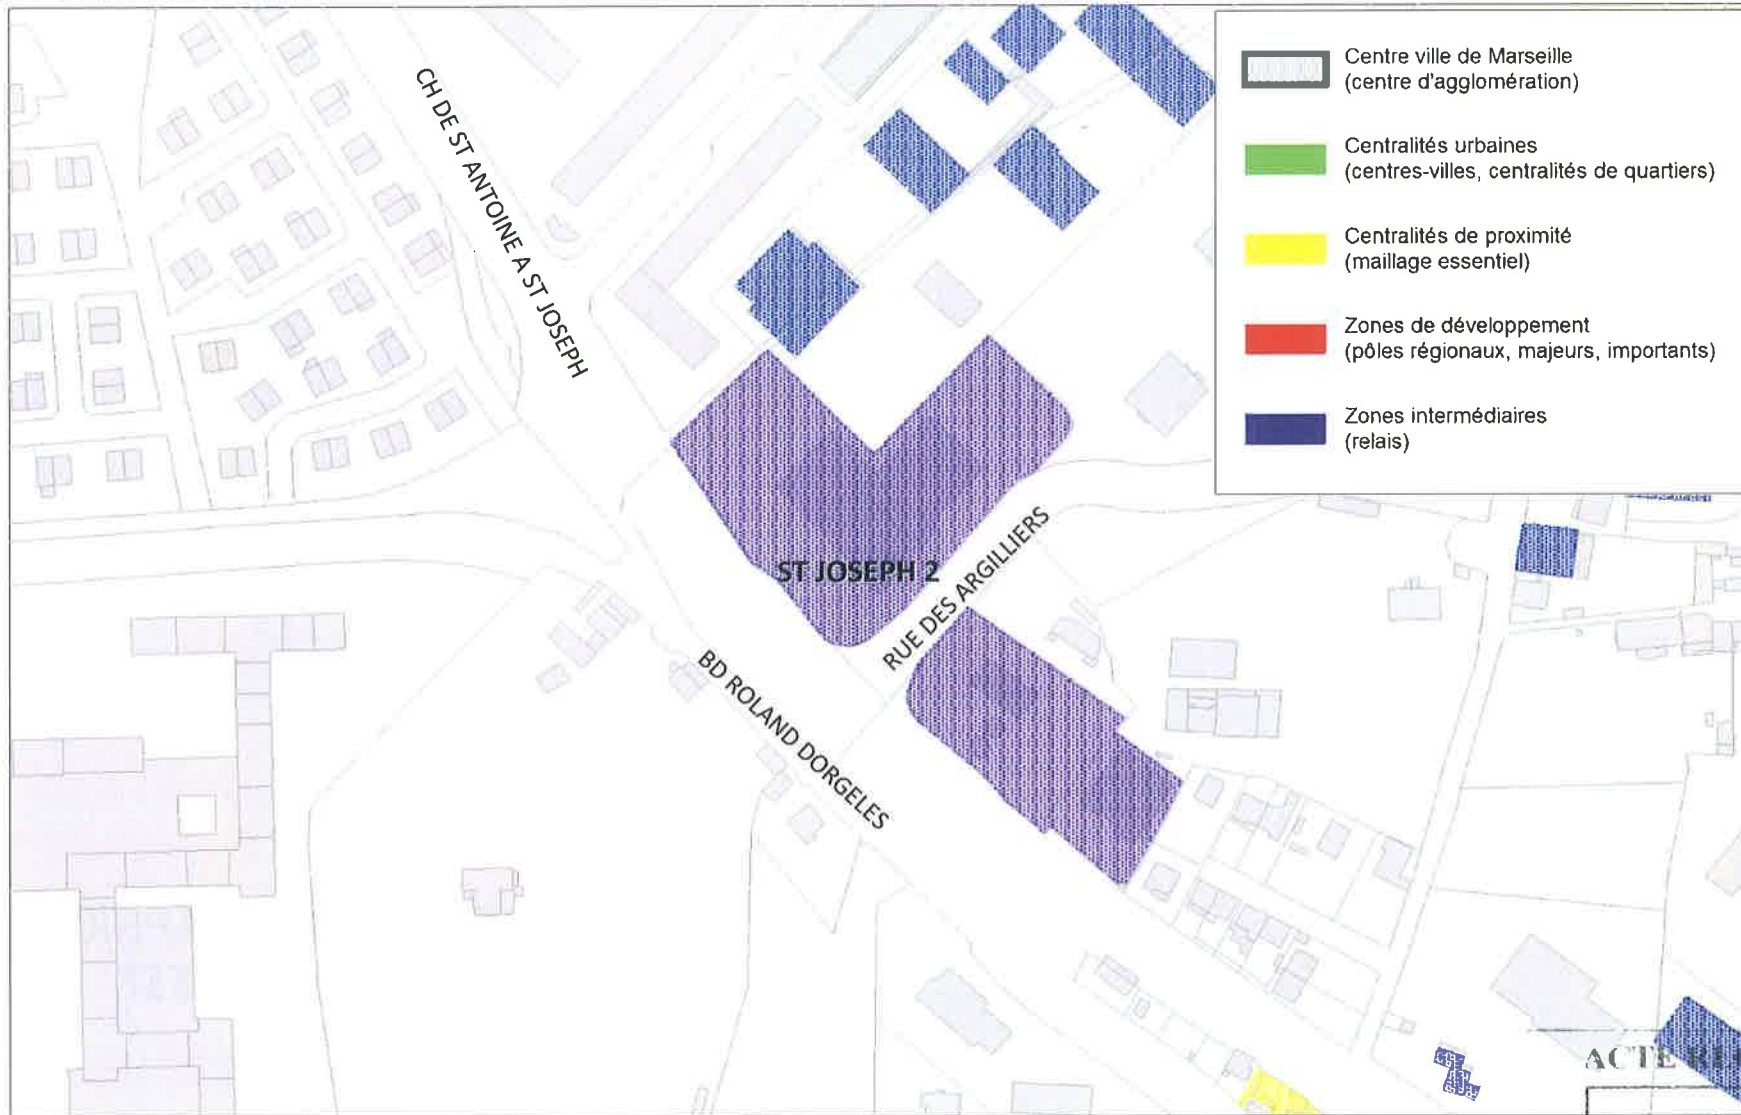 Centre ville de Marseille
(centre d'agglomération)
Centralités urbaines
(centres-villes, centralités de quartiers)
Centralités de proximité
(maillage essentiel)
Zones de développement
(pôles régionaux, majeurs, importants)
Zones intermédiaires
(relais)
CH DE ST ANTOINE A ST JOSEPH
ST JOSEPH 2
RUE DES ARGILLIERS
BD ROLAND DORGELES
ACTE